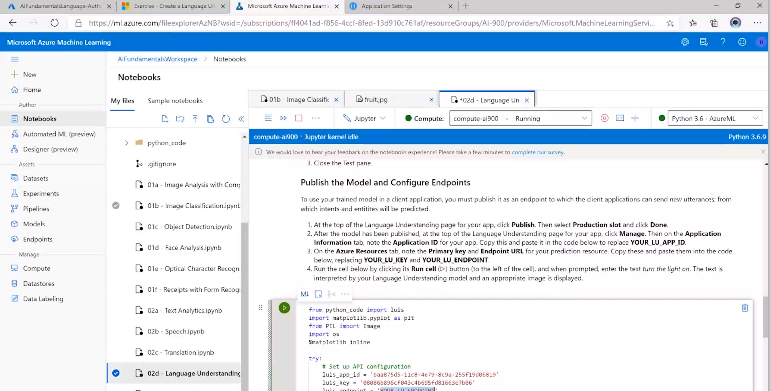 AIFundamentalsLanguage-Auth
Exercise - Create a Language Un
Microsoft Azure Machine Learnin
Application Settings
https://ml.azure.com/fileexplorerAzNB?wsid=/subscriptions/ff4041ad-f856-4ccf-8fed-13d910c761af/resourceGroups/AI-900/providers/Microsoft.MachineLearningServic...
Microsoft Azure Machine Learning
New
Home
Author
Notebooks
Automated ML (preview)
Designer (preview)
Assets
Datasets
Experiments
Pipelines
Models
Endpoints
Manage
Compute
Datastores
Data Labeling
AIFundamentalsWorkspace > Notebooks
Notebooks
My files Sample notebooks
python_code
.gitignore
01a - Image Analysis with Comp
01b - Image Classification.ipynb
01c - Object Detection.ipynb
01d - Face Analysis.ipynb
01e - Optical Character Recogni
01f - Receipts with Form Recog
02a - Text Analytics.ipynb
02b - Speech.ipynb
02c - Translation.ipynb
02d - Language Understanding
01b - Image Classific
fruit.jpg
*02d - Language Un
Jupyter
Compute: compute-ai900 - Running
Python 3.6 - AzureML
compute-ai900 - Jupyter kernel idle
Python 3.6.9
We would love to hear your feedback on the notebooks experience! Please take a few minutes to complete our survey.
3. Close the Test pane.
Publish the Model and Configure Endpoints
To use your trained model in a client application, you must publish it as an endpoint to which the client applications can send new utterances: from
which intents and entities will be predicted.
1. At the top of the Language Understanding page for your app, click Publish. Then select Production slot and click Done.
2. After the model has been published, at the top of the Language Understanding page for your app, click Manage. Then on the Application
Information tab, note the Application ID for your app. Copy this and paste it in the code below to replace YOUR_LU_APP_ID.
3. On the Azure Resources tab, note the Primary key and Endpoint URL for your prediction resource. Copy these and paste them into the code
below, replacing YOUR_LU_KEY and YOUR_LU_ENDPOINT
4. Run the cell below by clicking its Run cell (▷) button (to the left of the cell), and when prompted, enter the text turn the light on. The text is
interpreted by your Language Understanding model and an appropriate image is displayed.
from python_code import luis
import matplotlib.pyplot as plt
from PIL import Image
import os
%matplotlib inline
try:
# Set up API configuration
luis_app_id = 'baa875d5-11c8-4e79-8c9a-255f19d06819'
luis_key = '08086b898cf043c4b695fd81663e7b06'
luis_endpoint = 'YOUR_LU_ENDPOINT'